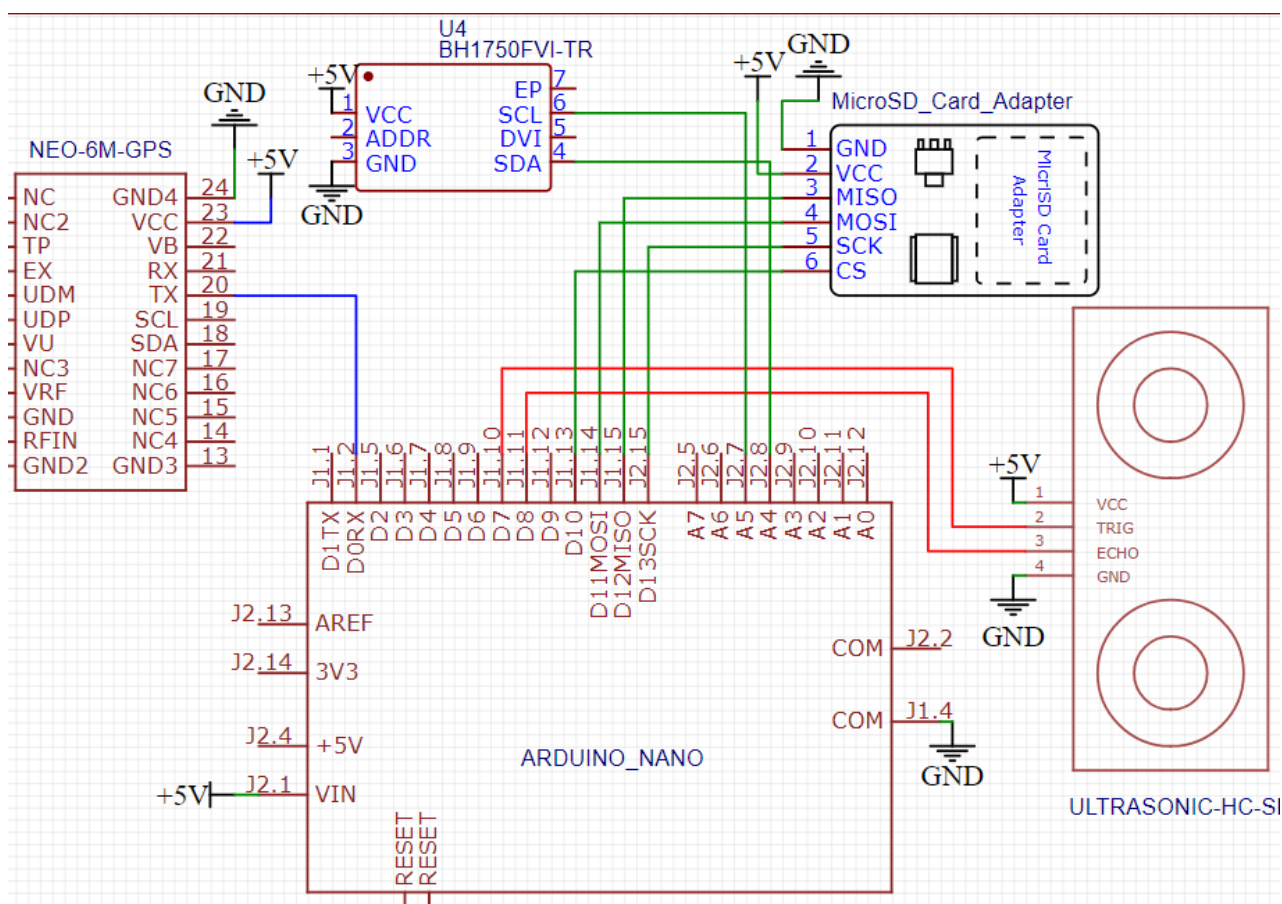 U4
BH1750FVI-TR
+5V
1 VCC
2 ADDR
3 GND
GND
EP 7
SCL 6
DVI 5
SDA 4
GND
+5V
NEO-6M-GPS
NC GND4 24
NC2 VCC 23
TP VB 22
EX RX 21
UDM TX 20
UDP SCL 19
VU SDA 18
NC3 NC7 17
VRF NC6 16
GND NC5 15
RFIN NC4 14
GND2 GND3 13
+5V
GND
MicroSD_Card_Adapter
1 GND
2 VCC
3 MISO
4 MOSI
5 SCK
6 CS
MicrISD Card
Adapter
+5V
1 VCC
2 TRIG
3 ECHO
4 GND
GND
J1.1 J1.2 J1.5 J1.6 J1.7 J1.8 J1.9 J1.10 J1.11 J1.12 J1.13 J1.14 J1.15 J2.15 J2.5 J2.6 J2.7 J2.8 J2.9 J2.10 J2.11 J2.12
D1TX D0RX D2 D3 D4 D5 D6 D7 D8 D9 D10 D11MOSI D12MISO D13SCK A7 A6 A5 A4 A3 A2 A1 A0
J2.13 AREF
J2.14 3V3
J2.4 +5V
+5V J2.1 VIN
COM J2.2
COM J1.4
GND
ARDUINO_NANO
RESET
RESET
ULTRASONIC-HC-